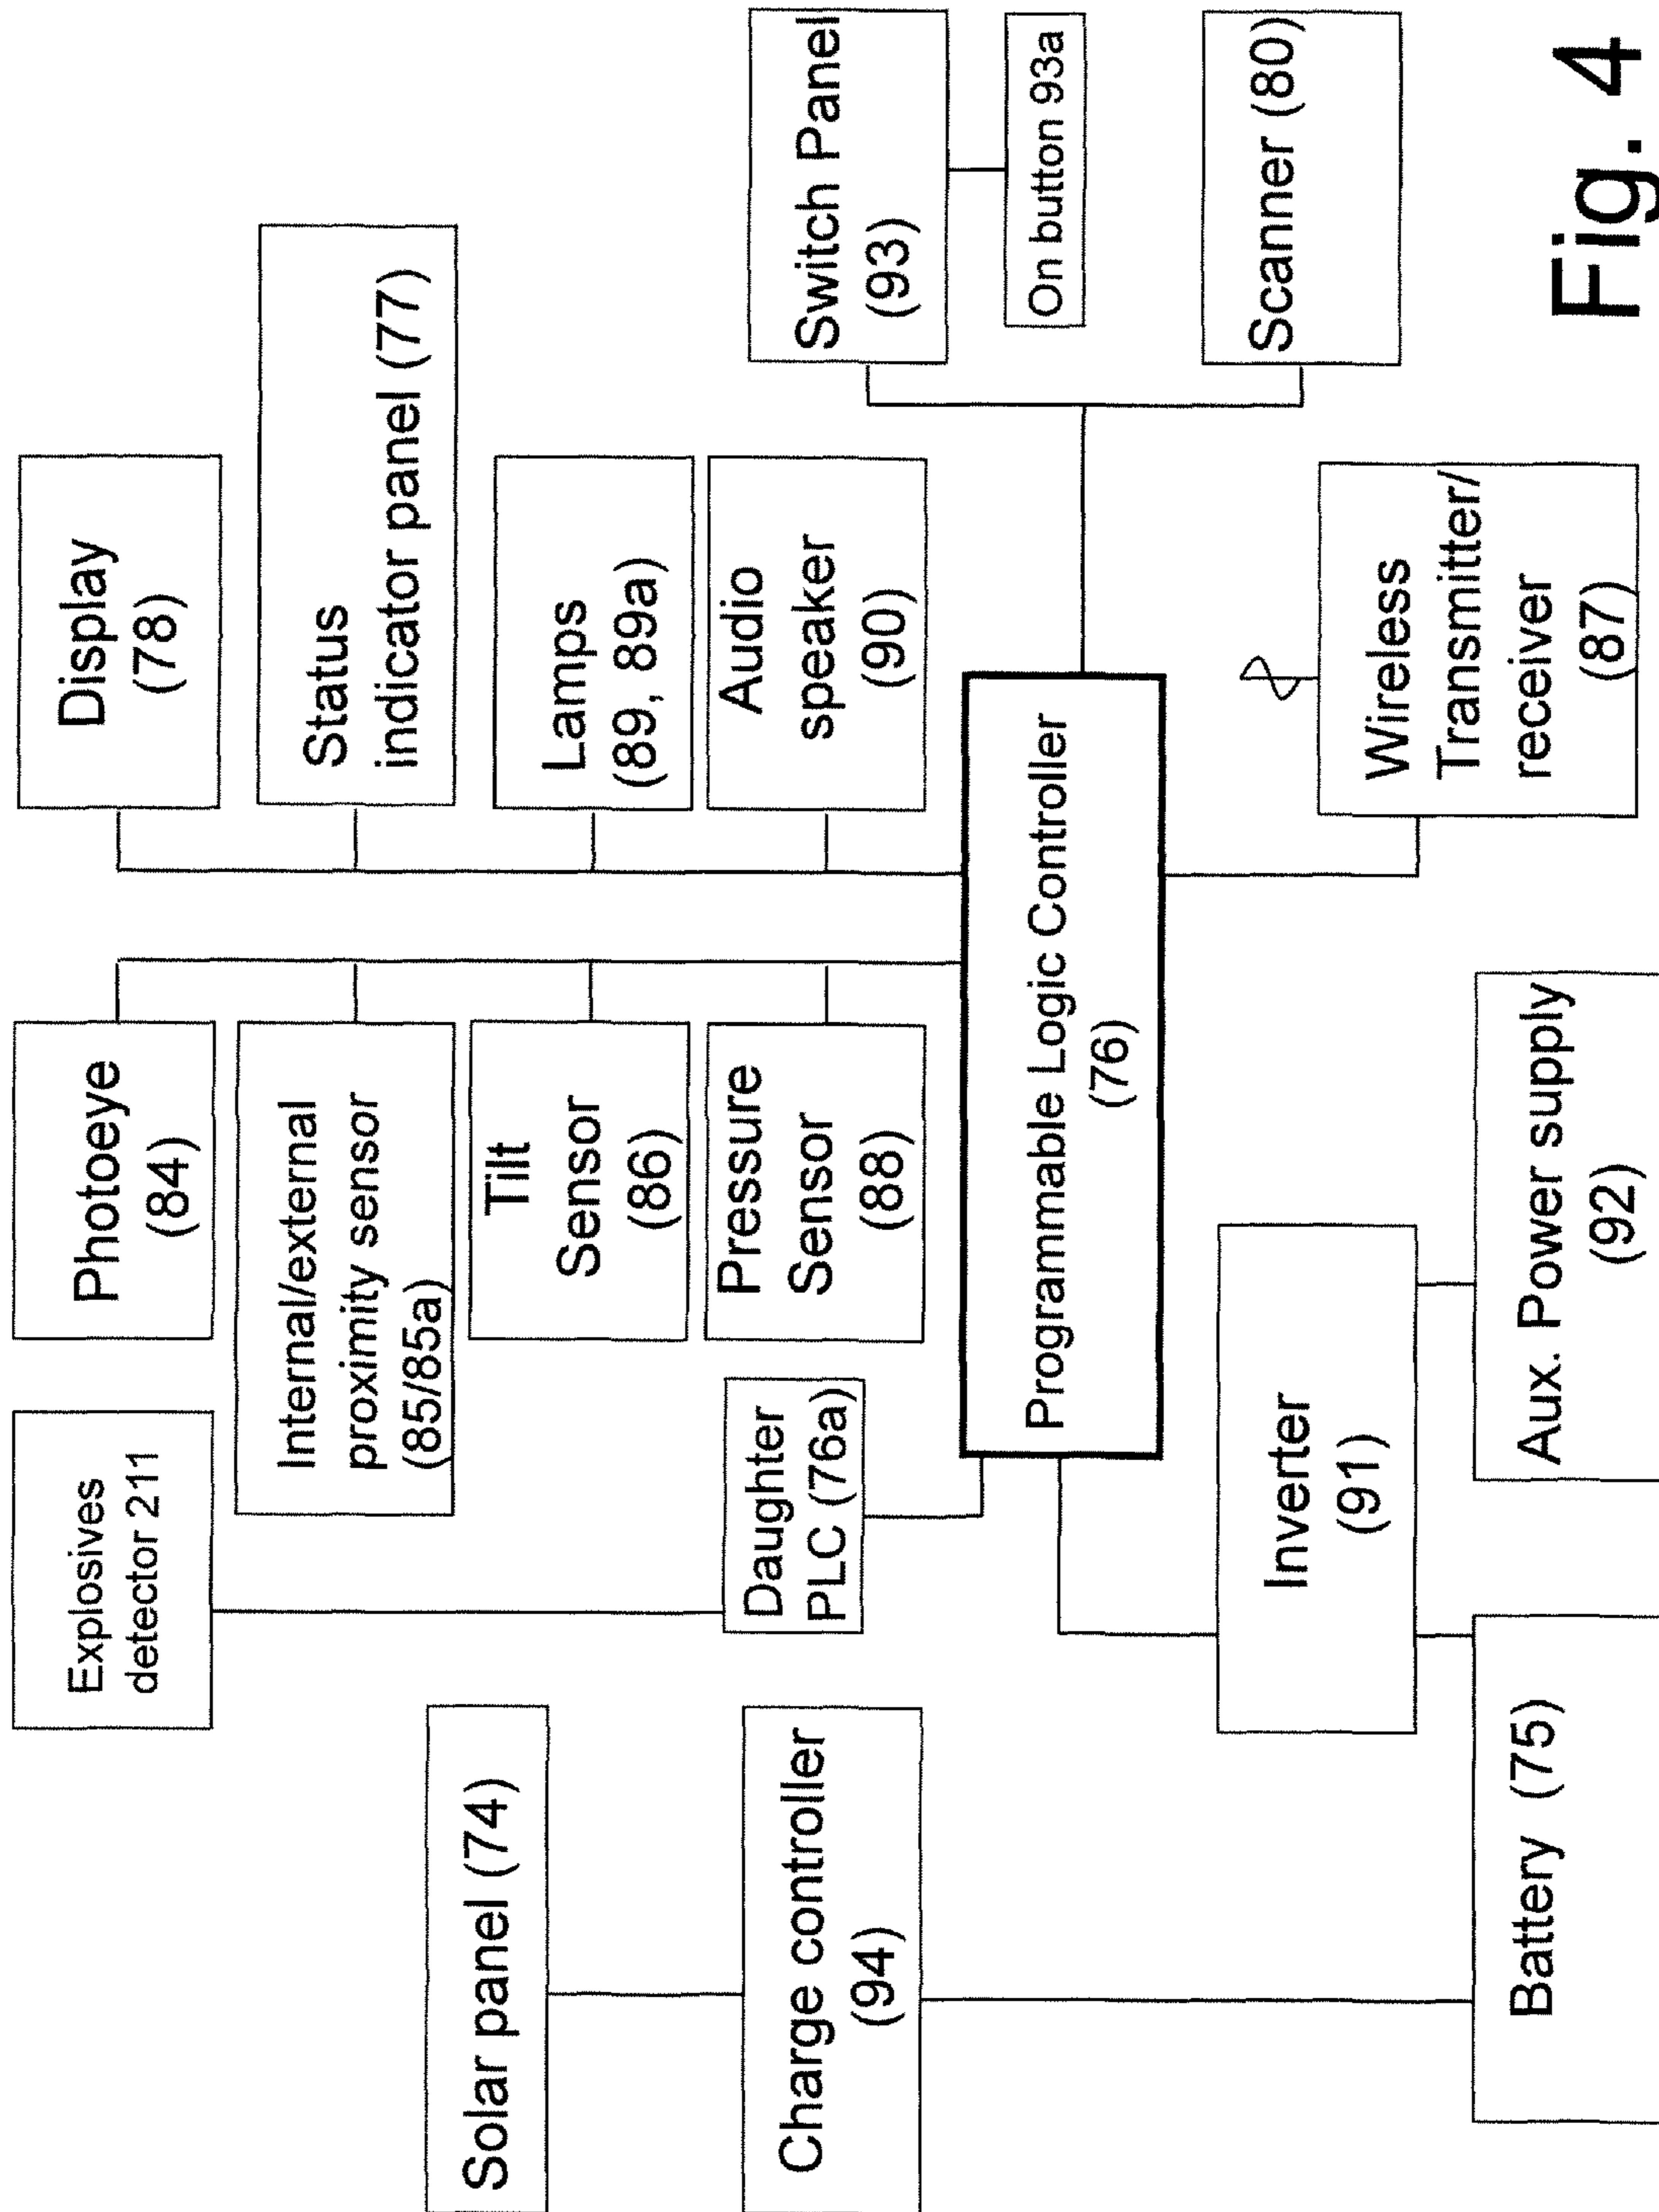 Explosives
detector 211
Photoeye
(84)
Display
(78)
Internal/external
proximity sensor
(85/85a)
Status
indicator panel (77)
Solar panel (74)
Tilt
Sensor
(86)
Lamps
(89, 89a)
Charge controller
(94)
Daughter
PLC (76a)
Pressure
Sensor
(88)
Audio
speaker
(90)
Switch Panel
(93)
On button 93a
Programmable Logic Controller
(76)
Scanner (80)
Inverter
(91)
Wireless
Transmitter/
receiver
(87)
Battery (75)
Aux. Power supply
(92)
Fig. 4